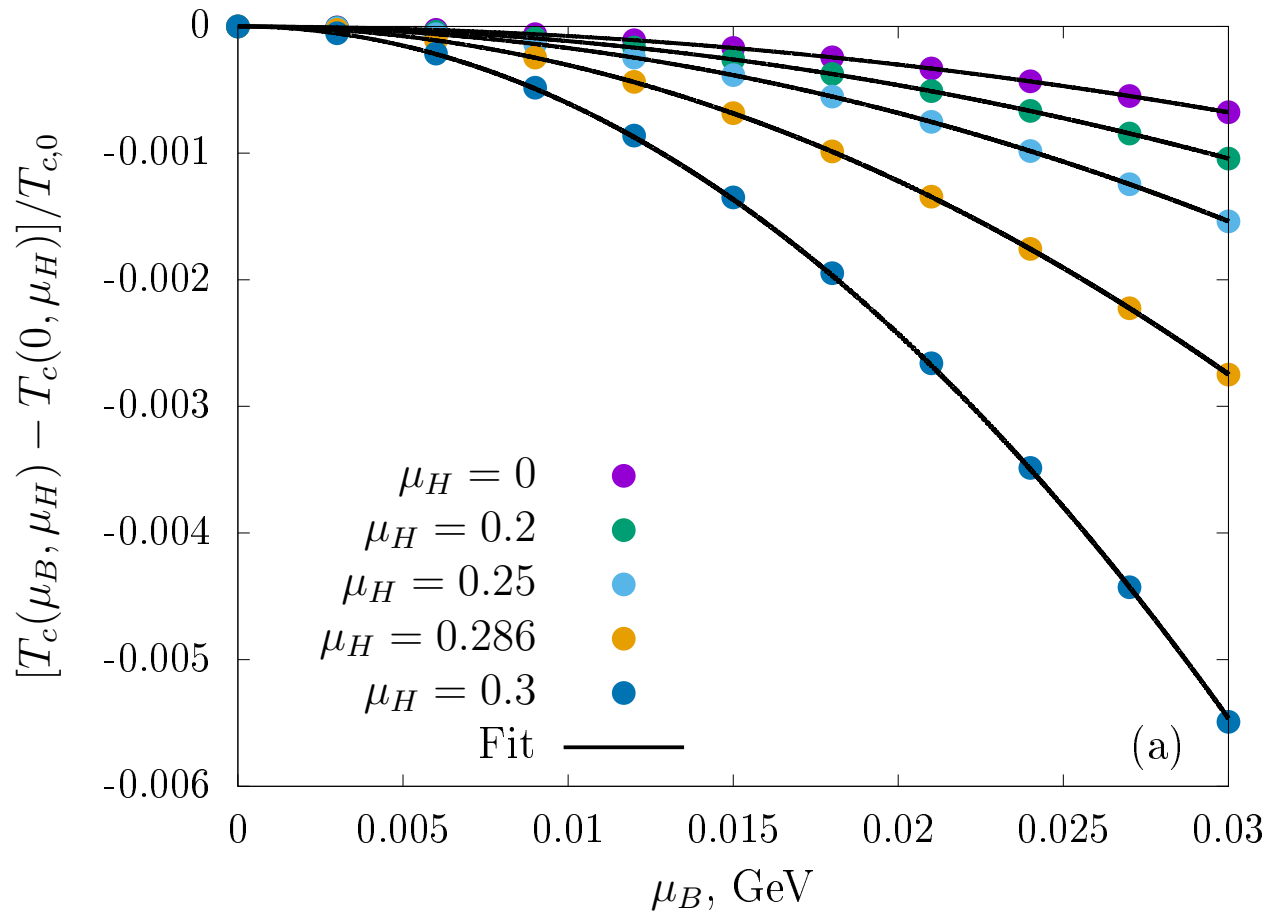 [T_c(μ_B, μ_H) − T_c(0, μ_H)]/T_{c,0}
0
-0.001
-0.002
-0.003
-0.004
-0.005
-0.006
μ_H = 0
μ_H = 0.2
μ_H = 0.25
μ_H = 0.286
μ_H = 0.3
Fit
(a)
0 0.005 0.01 0.015 0.02 0.025 0.03
μ_B, GeV